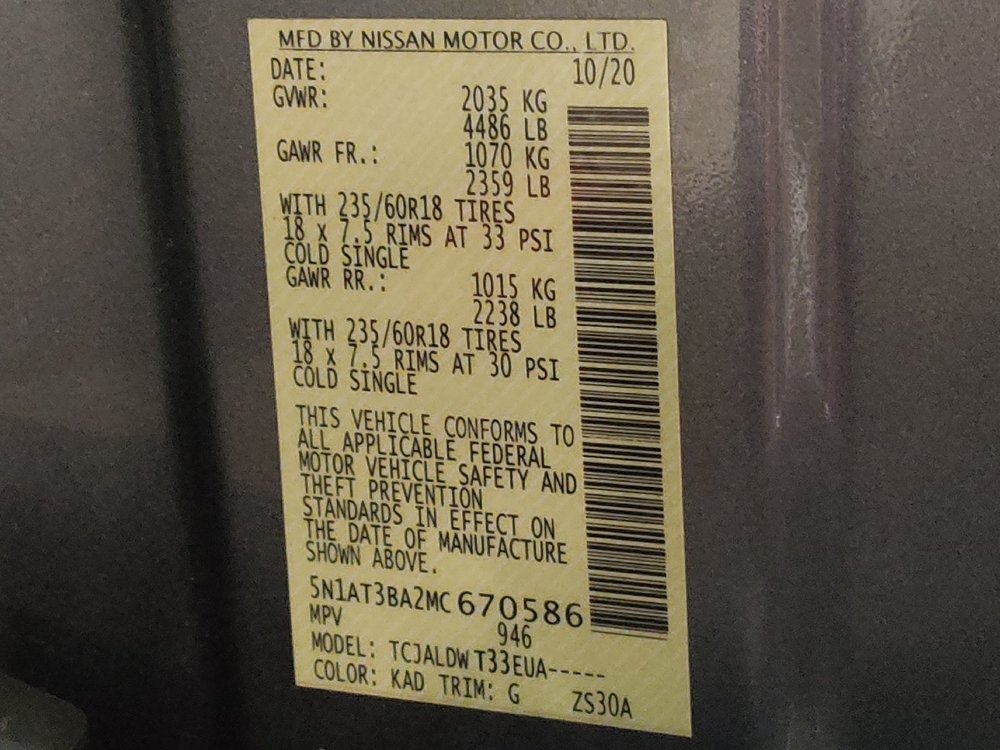 MFD BY NISSAN MOTOR CO., LTD.
DATE: 10/20
GVWR: 2035 KG
4486 LB
GAWR FR.: 1070 KG
2359 LB
WITH 235/60R18 TIRES
18 x 7.5 RIMS AT 33 PSI
COLD SINGLE
GAWR RR.: 1015 KG
2238 LB
WITH 235/60R18 TIRES
18 x 7.5 RIMS AT 30 PSI
COLD SINGLE
THIS VEHICLE CONFORMS TO
ALL APPLICABLE FEDERAL
MOTOR VEHICLE SAFETY AND
THEFT PREVENTION
STANDARDS IN EFFECT ON
THE DATE OF MANUFACTURE
SHOWN ABOVE.
5N1AT3BA2MC670586
MPV 946
MODEL: TCJALDW T33EUA-----
COLOR: KAD TRIM: G ZS30A